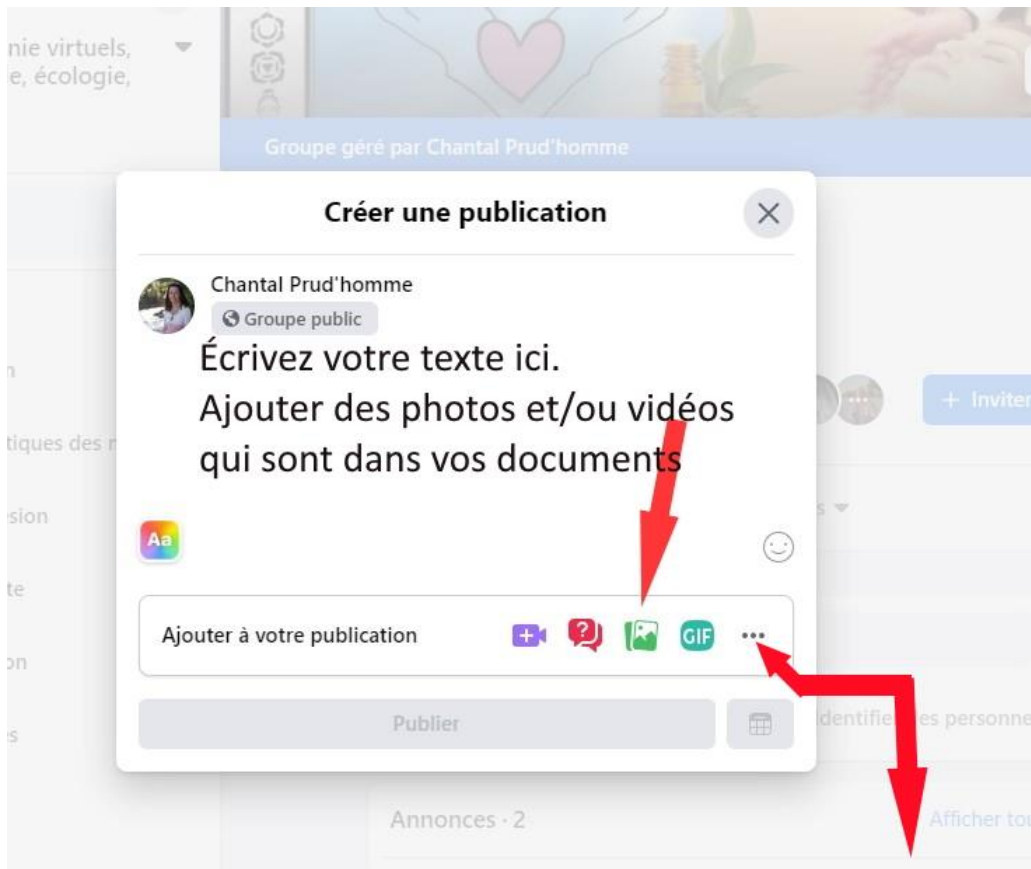 nie virtuels,
e, écologie,
Groupe géré par Chantal Prud'homme
Créer une publication
Chantal Prud'homme
Groupe public
Écrivez votre texte ici.
Ajouter des photos et/ou vidéos
qui sont dans vos documents
+ Inviter
tiques des
sion
Aa
te
Ajouter à votre publication
GIF
on
Publier
es personne
Annonces · 2
Afficher tou